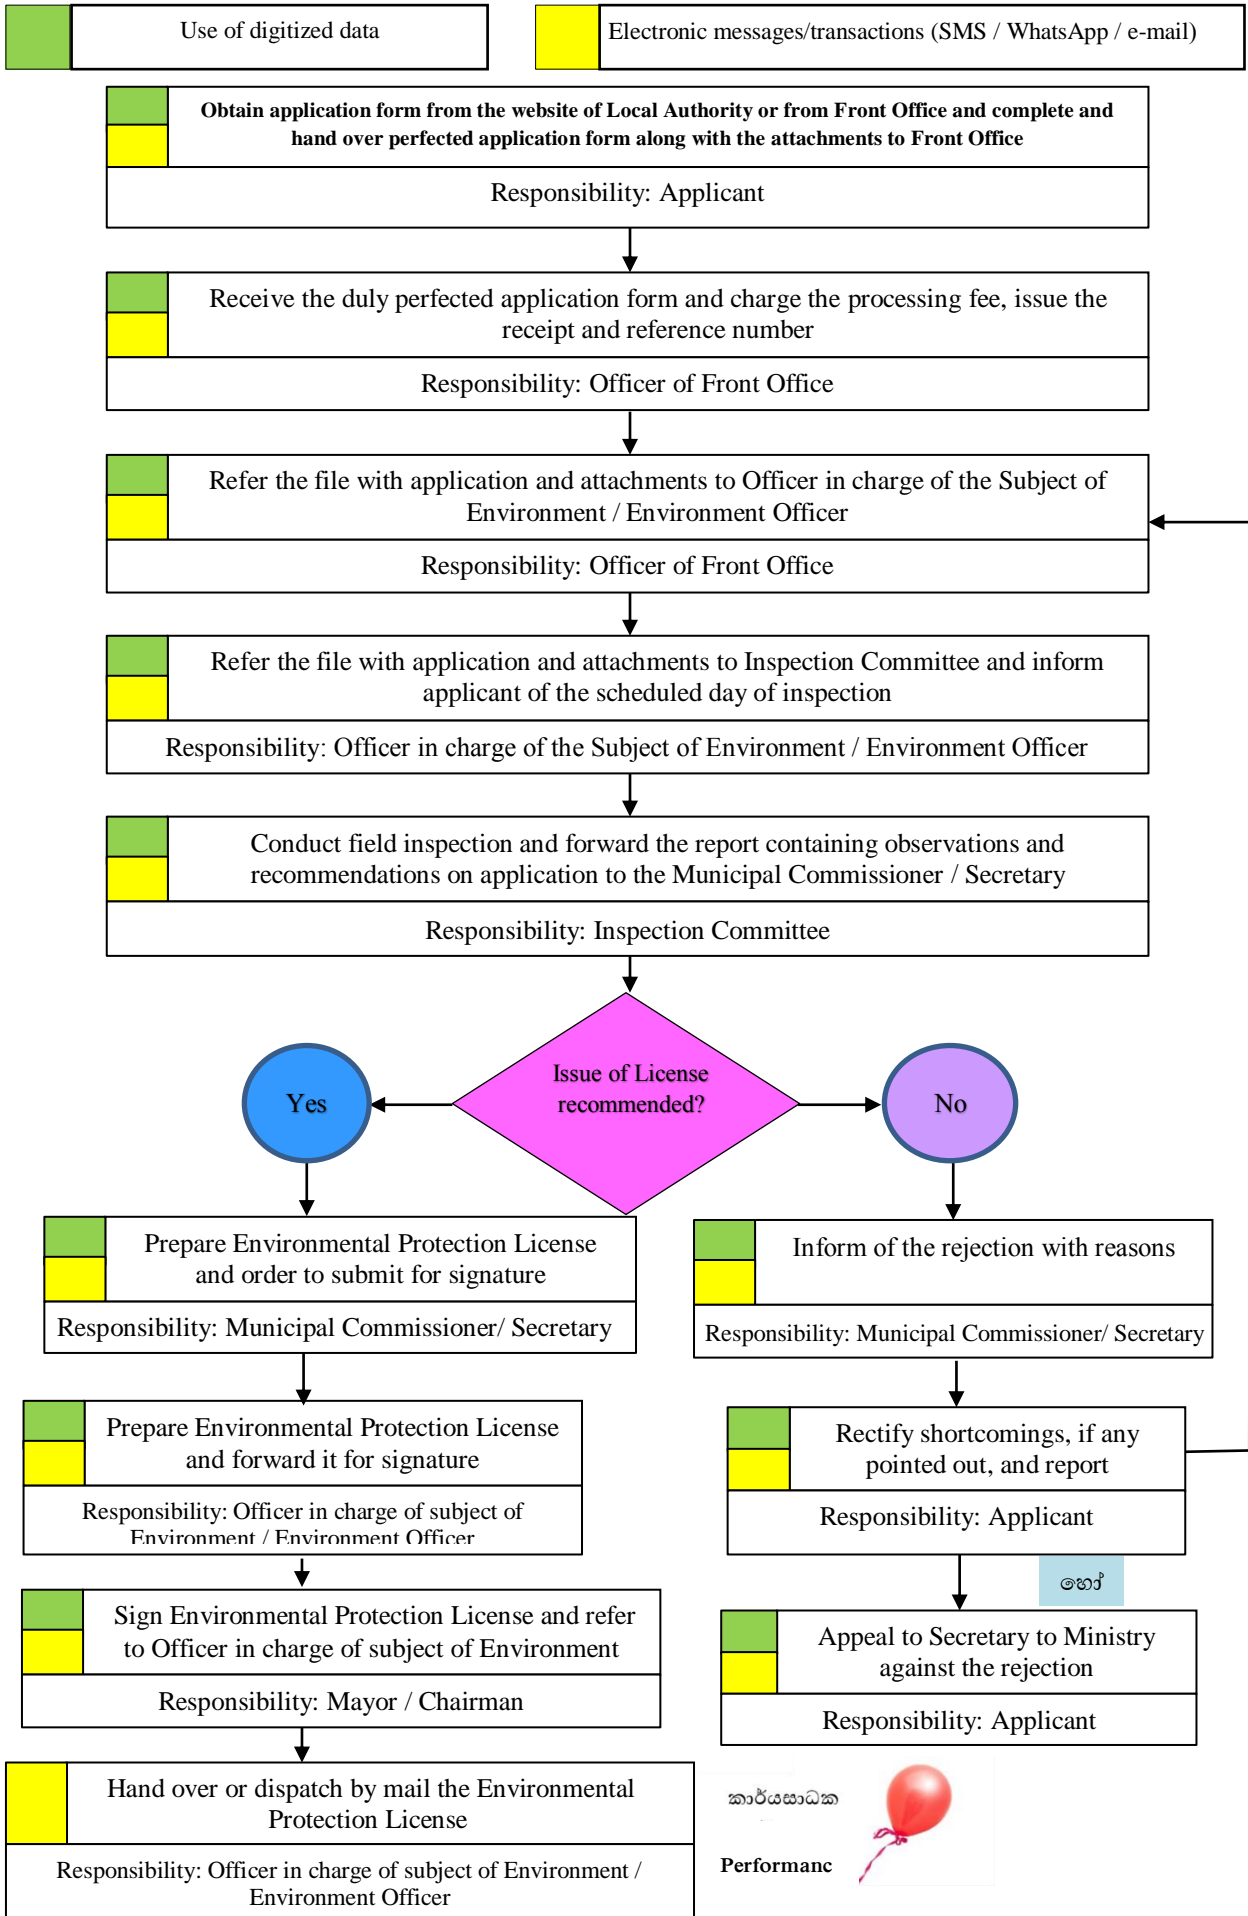 Use of digitized data
Electronic messages/transactions (SMS / WhatsApp / e-mail)
Obtain application form from the website of Local Authority or from Front Office and complete and
hand over perfected application form along with the attachments to Front Office
Responsibility: Applicant
Receive the duly perfected application form and charge the processing fee, issue the
receipt and reference number
Responsibility: Officer of Front Office
Refer the file with application and attachments to Officer in charge of the Subject of
Environment / Environment Officer
Responsibility: Officer of Front Office
Refer the file with application and attachments to Inspection Committee and inform
applicant of the scheduled day of inspection
Responsibility: Officer in charge of the Subject of Environment / Environment Officer
Conduct field inspection and forward the report containing observations and
recommendations on application to the Municipal Commissioner / Secretary
Responsibility: Inspection Committee
Issue of License
recommended?
Yes
No
Prepare Environmental Protection License
and order to submit for signature
Responsibility: Municipal Commissioner/ Secretary
Inform of the rejection with reasons
Responsibility: Municipal Commissioner/ Secretary
Prepare Environmental Protection License
and forward it for signature
Responsibility: Officer in charge of subject of
Environment / Environment Officer
Rectify shortcomings, if any
pointed out, and report
Responsibility: Applicant
හෝ
Sign Environmental Protection License and refer
to Officer in charge of subject of Environment
Responsibility: Mayor / Chairman
Appeal to Secretary to Ministry
against the rejection
Responsibility: Applicant
Hand over or dispatch by mail the Environmental
Protection License
Responsibility: Officer in charge of subject of Environment /
Environment Officer
කාර්යසාධක
Performanc